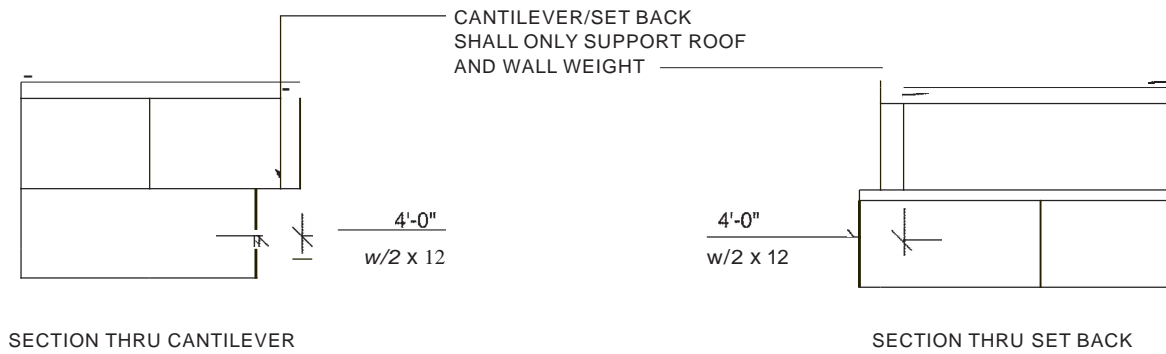 CANTILEVER/SET BACK
SHALL ONLY SUPPORT ROOF
AND WALL WEIGHT
4'-0"
w/2 x 12
4'-0"
w/2 x 12
SECTION THRU CANTILEVER
SECTION THRU SET BACK